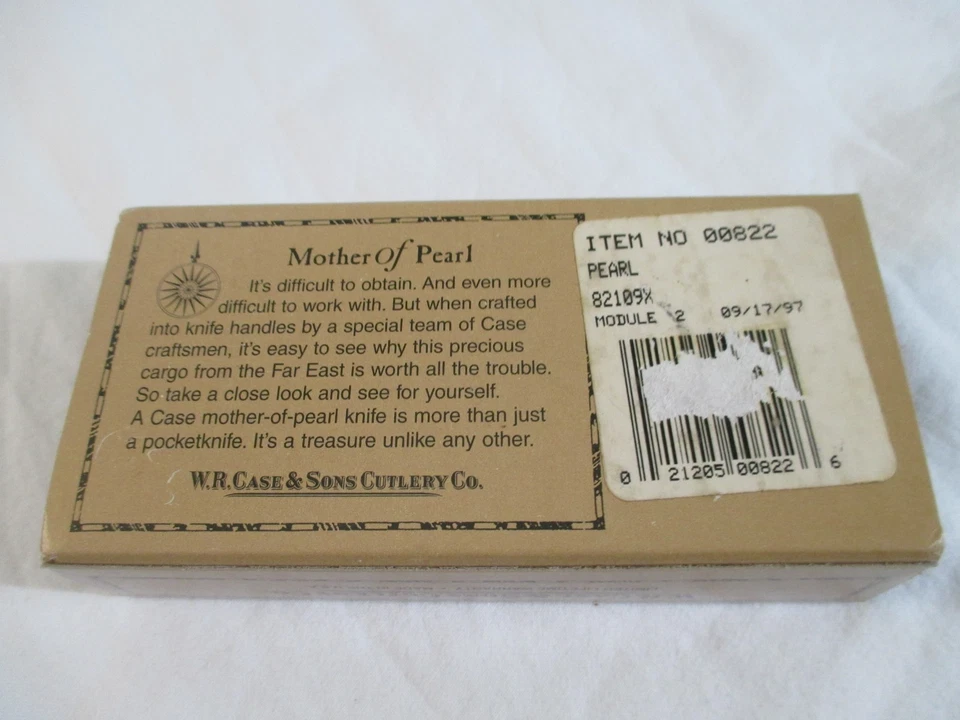 Mother Of Pearl
It's difficult to obtain. And even more
difficult to work with. But when crafted
into knife handles by a special team of Case
craftsmen, it's easy to see why this precious
cargo from the Far East is worth all the trouble.
So take a close look and see for yourself.
A Case mother-of-pearl knife is more than just
a pocketknife. It's a treasure unlike any other.
W.R. CASE & SONS CUTLERY CO.
ITEM NO 00822
PEARL
82109X
MODULE 2 09/17/97
0 21205 00822 6